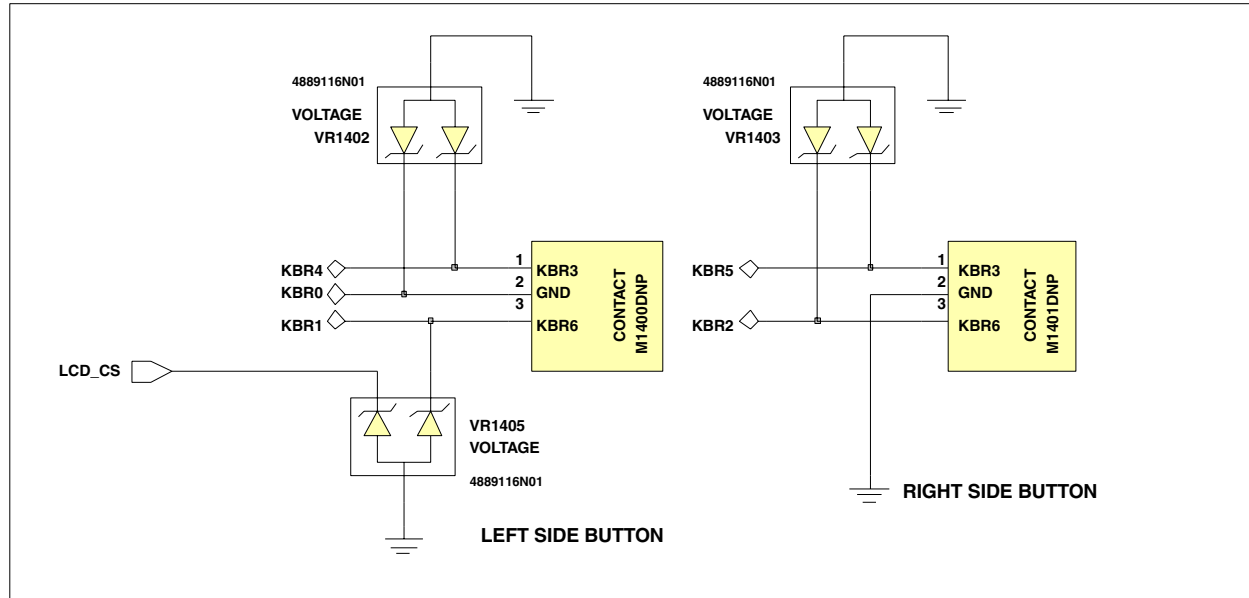 4889116N01
VOLTAGE
VR1402
4889116N01
VOLTAGE
VR1403
KBR4
KBR0
KBR1
1
2
3
KBR3
GND
KBR6
CONTACT
M1400DNP
KBR5
KBR2
1
2
3
KBR3
GND
KBR6
CONTACT
M1401DNP
LCD_CS
VR1405
VOLTAGE
4889116N01
LEFT SIDE BUTTON
RIGHT SIDE BUTTON